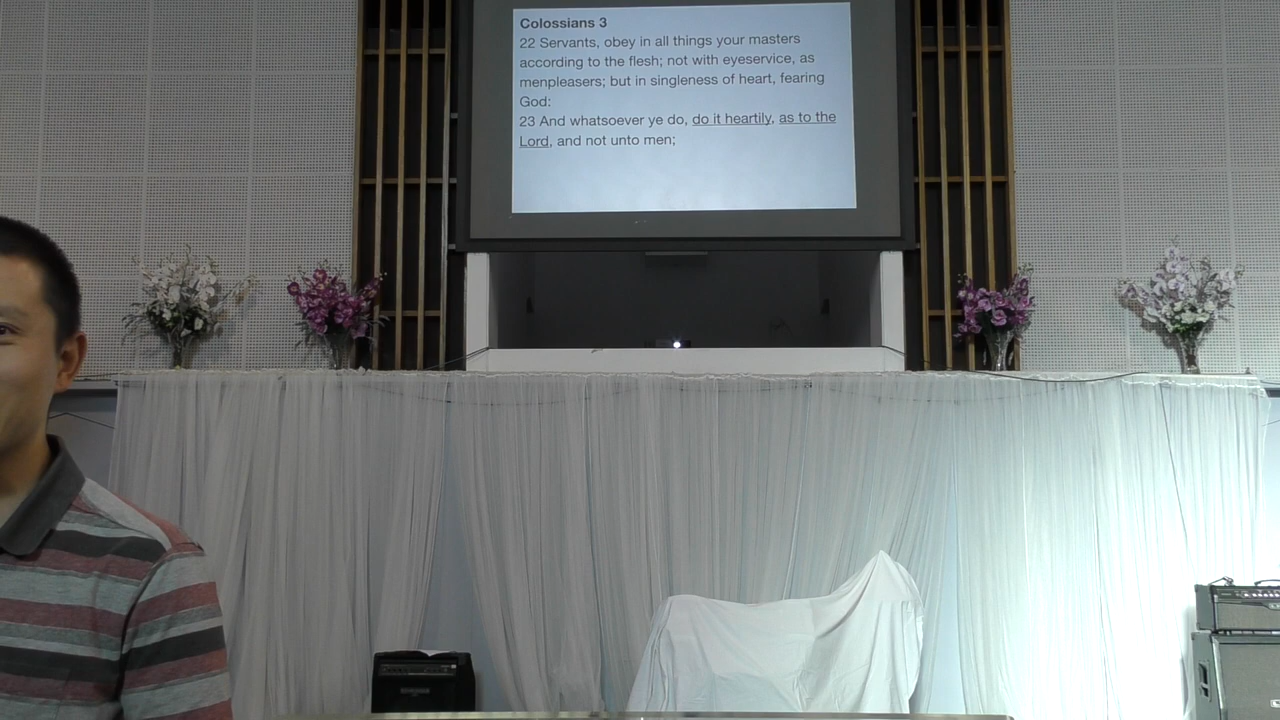 Colossians 3
22 Servants, obey in all things your masters
according to the flesh; not with eyeservice, as
menpleasers; but in singleness of heart, fearing
God:
23 And whatsoever ye do, do it heartily, as to the
Lord, and not unto men;